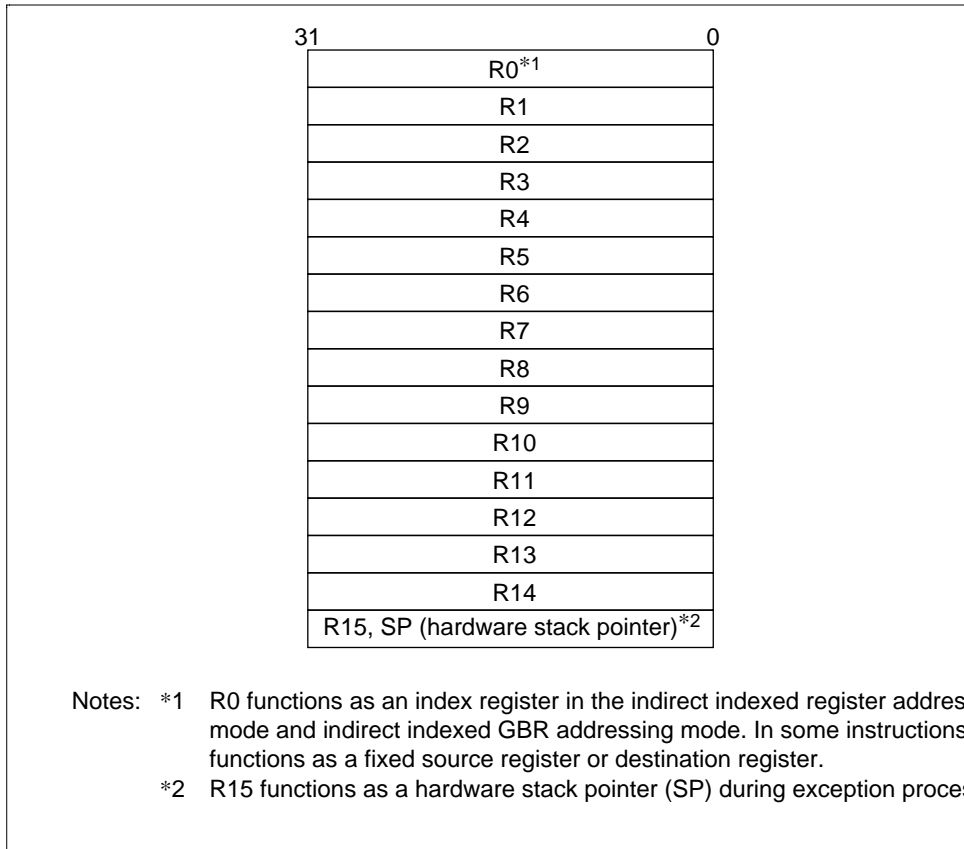 31 0
R0*1
R1
R2
R3
R4
R5
R6
R7
R8
R9
R10
R11
R12
R13
R14
R15, SP (hardware stack pointer)*2
Notes: *1 R0 functions as an index register in the indirect indexed register addres
mode and indirect indexed GBR addressing mode. In some instructions
functions as a fixed source register or destination register.
*2 R15 functions as a hardware stack pointer (SP) during exception proces